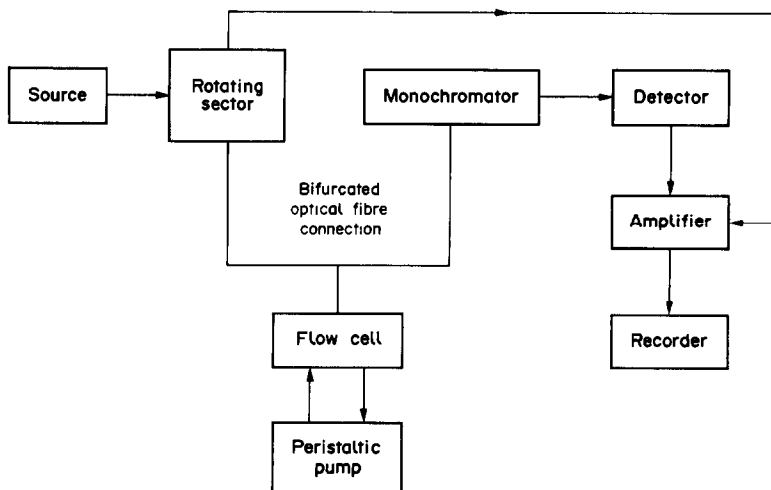 Source
Rotating
sector
Monochromator
Detector
Bifurcated
optical fibre
connection
Amplifier
Flow cell
Recorder
Peristaltic
pump